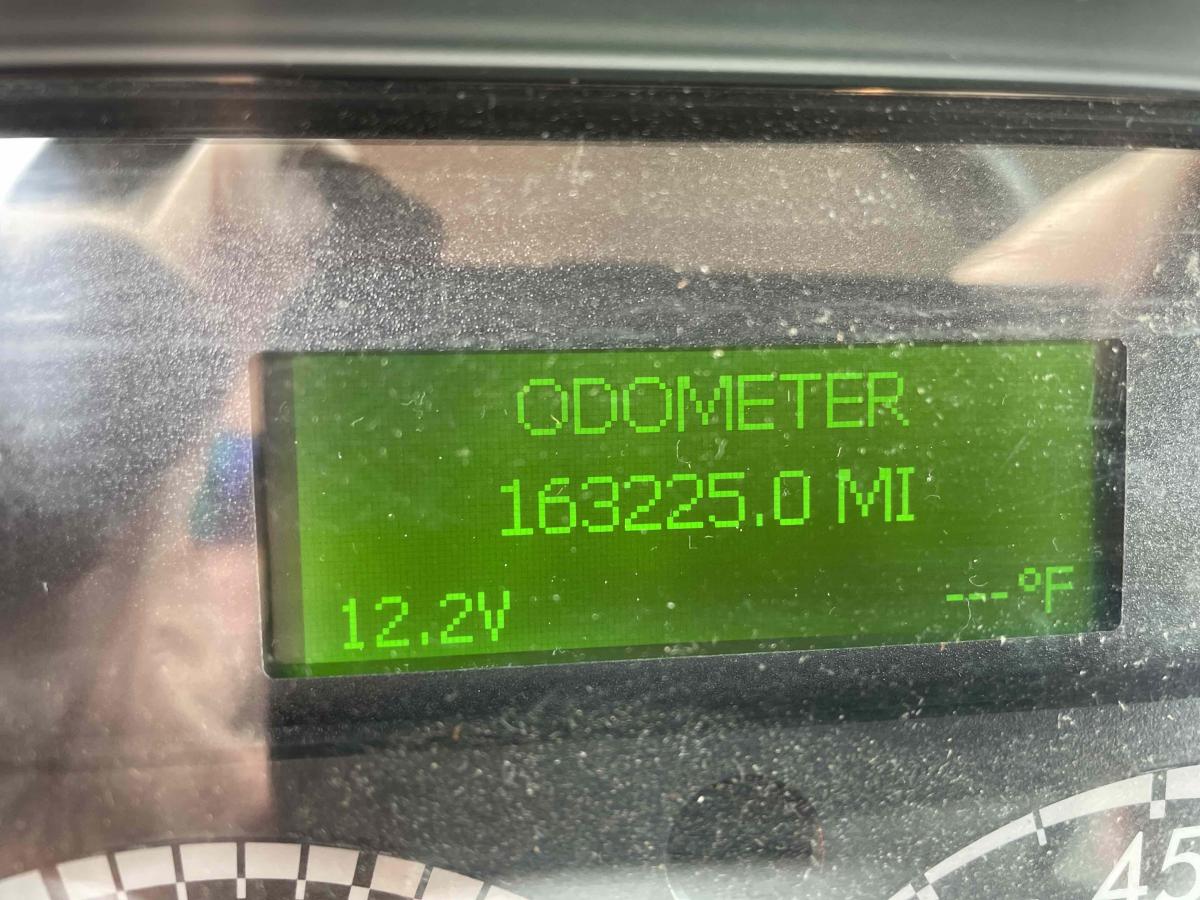 ODOMETER
163225.0 MI
12.2V ---°F
45